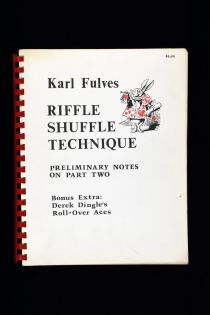 Karl Fulves
RIFFLE
SHUFFLE
TECHNIQUE
PRELIMINARY NOTES
ON PART TWO
Bonus Extra:
Derek Dingle's
Roll-Over Aces